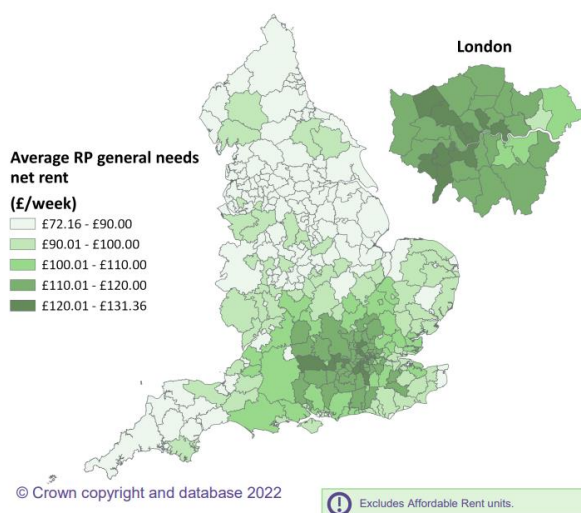 London
Average RP general needs
net rent
(£/week)
£72.16 - £90.00
£90.01 - £100.00
£100.01 - £110.00
£110.01 - £120.00
£120.01 - £131.36
© Crown copyright and database 2022
! Excludes Affordable Rent units.